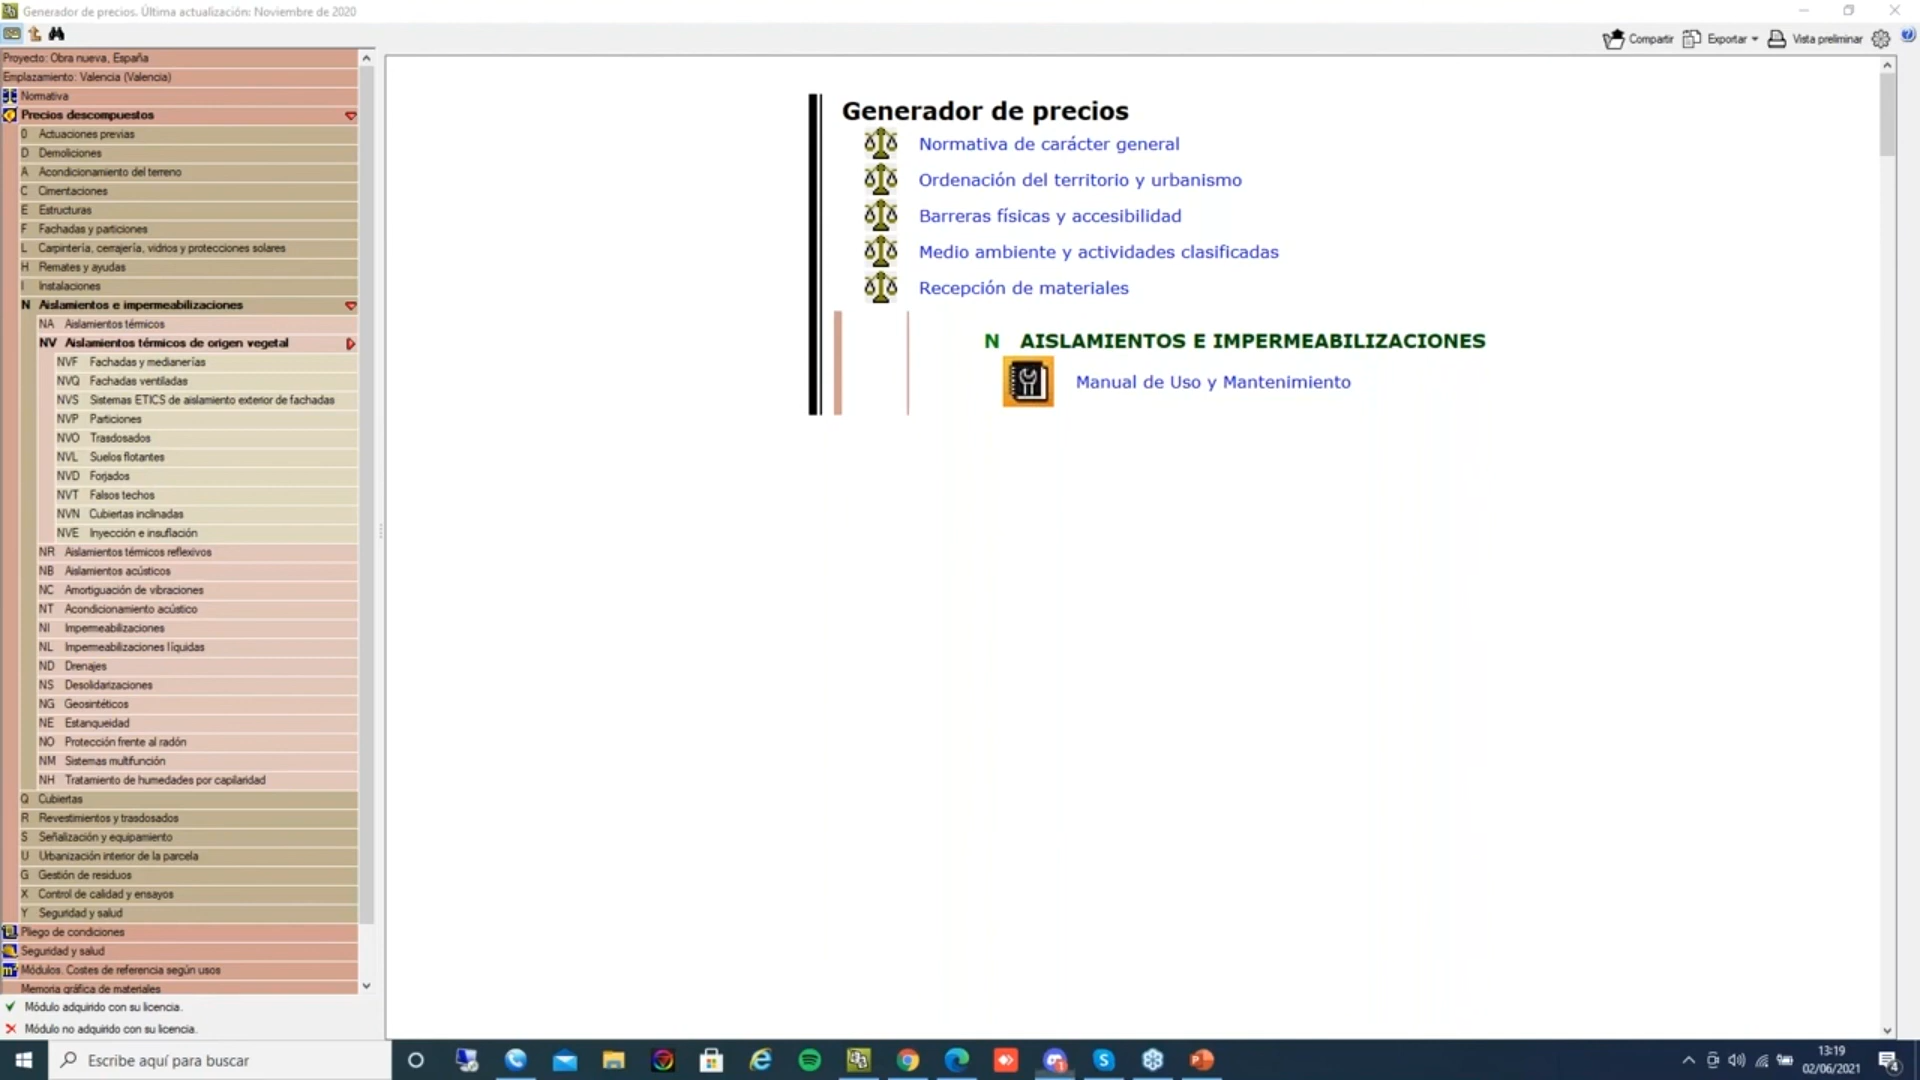 Generador de precios. Última actualización: Noviembre de 2020
Compartir
Exportar
Vista preliminar
Proyecto: Obra nueva, España
Emplazamiento: Valencia (Valencia)
Normativa
Precios descompuestos
0 Actuaciones previas
D Demoliciones
A Acondicionamiento del terreno
C Cimentaciones
E Estructuras
F Fachadas y particiones
L Carpintería, cerrajería, vidrios y protecciones solares
H Remates y ayudas
I Instalaciones
N Aislamientos e impermeabilizaciones
NA Aislamientos térmicos
NV Aislamientos térmicos de origen vegetal
NVF Fachadas y medianerías
NVQ Fachadas ventiladas
NVS Sistemas ETICS de aislamiento exterior de fachadas
NVP Particiones
NVO Trasdosados
NVL Suelos flotantes
NVD Forjados
NVT Falsos techos
NVN Cubiertas inclinadas
NVE Inyección e insuflación
NR Aislamientos térmicos reflexivos
NB Aislamientos acústicos
NC Amortiguación de vibraciones
NT Acondicionamiento acústico
NI Impermeabilizaciones
NL Impermeabilizaciones líquidas
ND Drenajes
NS Desolidarizaciones
NG Geosintéticos
NE Estanqueidad
NO Protección frente al radón
NM Sistemas multifunción
NH Tratamiento de humedades por capilaridad
Q Cubiertas
R Revestimientos y trasdosados
S Señalización y equipamiento
U Urbanización interior de la parcela
G Gestión de residuos
X Control de calidad y ensayos
Y Seguridad y salud
Pliego de condiciones
Seguridad y salud
Módulos. Costes de referencia según usos
Memoria gráfica de materiales
Módulo adquirido con su licencia.
Módulo no adquirido con su licencia.
Generador de precios
Normativa de carácter general
Ordenación del territorio y urbanismo
Barreras físicas y accesibilidad
Medio ambiente y actividades clasificadas
Recepción de materiales
N AISLAMIENTOS E IMPERMEABILIZACIONES
Manual de Uso y Mantenimiento
Escribe aquí para buscar
13:19
02/06/2021
4